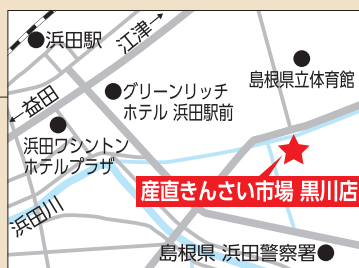 浜田駅
江津→
島根県立体育館
グリーンリッチ
ホテル 浜田駅前
←益田
浜田ワシントン
ホテルプラザ
産直きんさい市場 黒川店
浜田川
島根県 浜田警察署